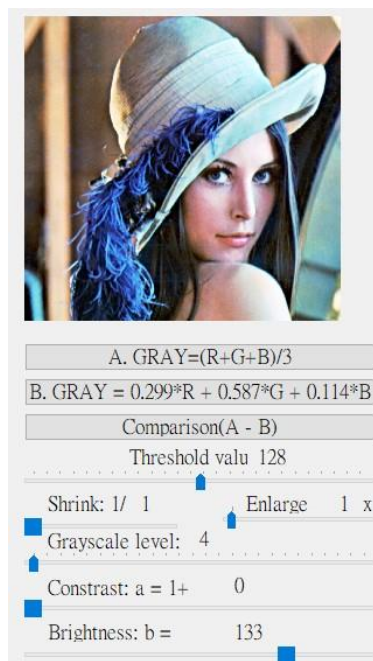 A. GRAY=(R+G+B)/3
B. GRAY = 0.299*R + 0.587*G + 0.114*B
Comparison(A - B)
Threshold valu 128
Shrink: 1/ 1 Enlarge 1 x
Grayscale level: 4
Constrast: a = 1+ 0
Brightness: b = 133